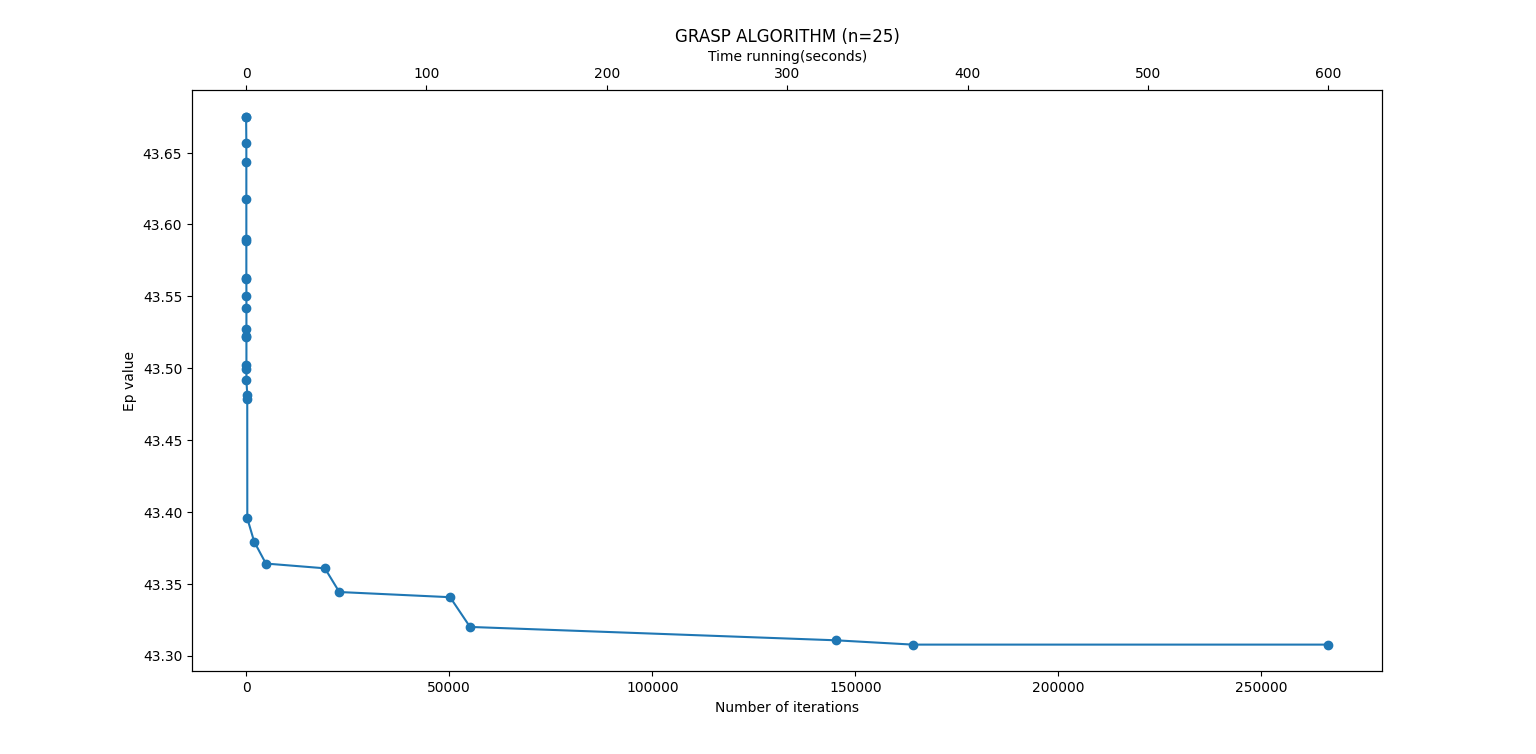 GRASP ALGORITHM (n=25)
Time running(seconds)
0 100 200 300 400 500 600
43.65
43.60
43.55
43.50
43.45
43.40
43.35
43.30
Ep value
0 50000 100000 150000 200000 250000
Number of iterations